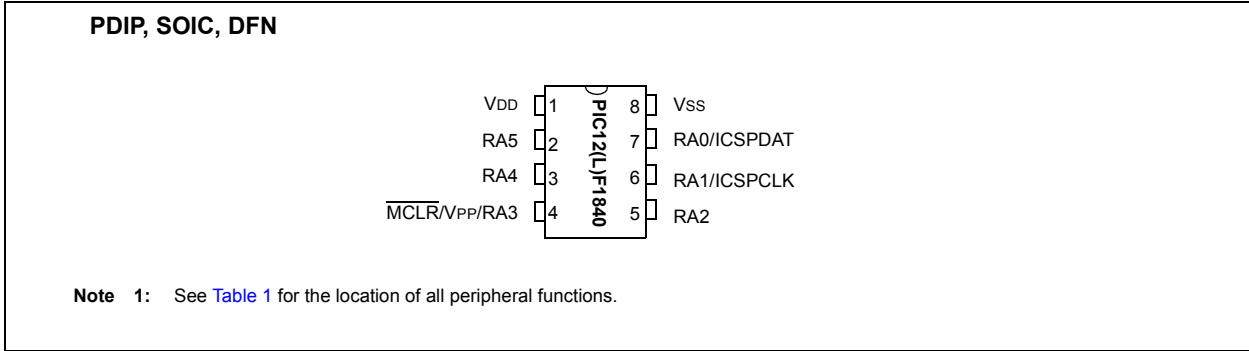 PDIP, SOIC, DFN
VDD 1 8 VSS
RA5 2 7 RA0/ICSPDAT
RA4 3 6 RA1/ICSPCLK
MCLR/VPP/RA3 4 5 RA2
PIC12(L)F1840
Note 1: See Table 1 for the location of all peripheral functions.